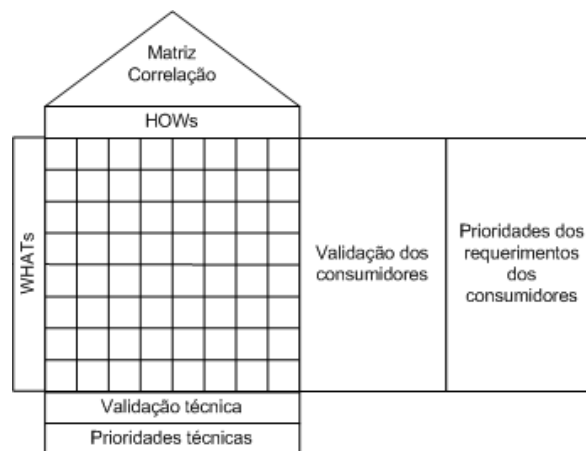 Matriz
Correlação
HOWs
WHATs
Validação dos
consumidores
Prioridades dos
requerimentos
dos
consumidores
Validação técnica
Prioridades técnicas